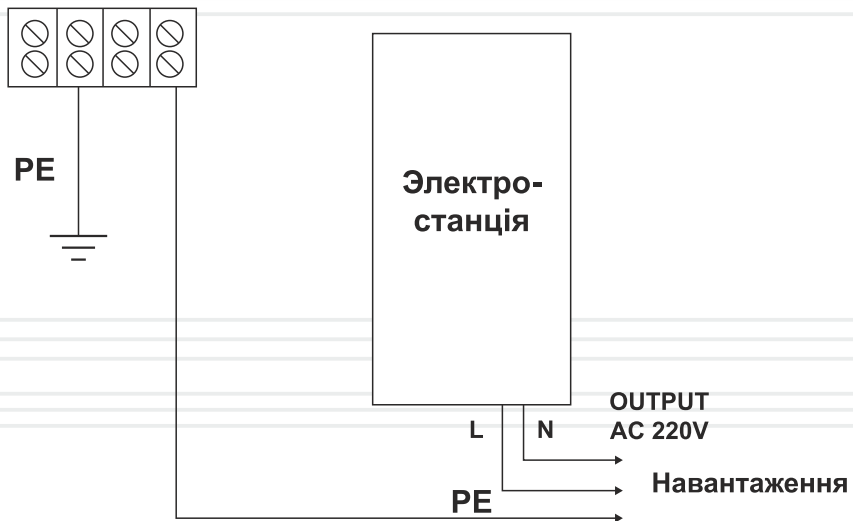 PE
Электро-
станція
OUTPUT
L N AC 220V
Навантаження
PE